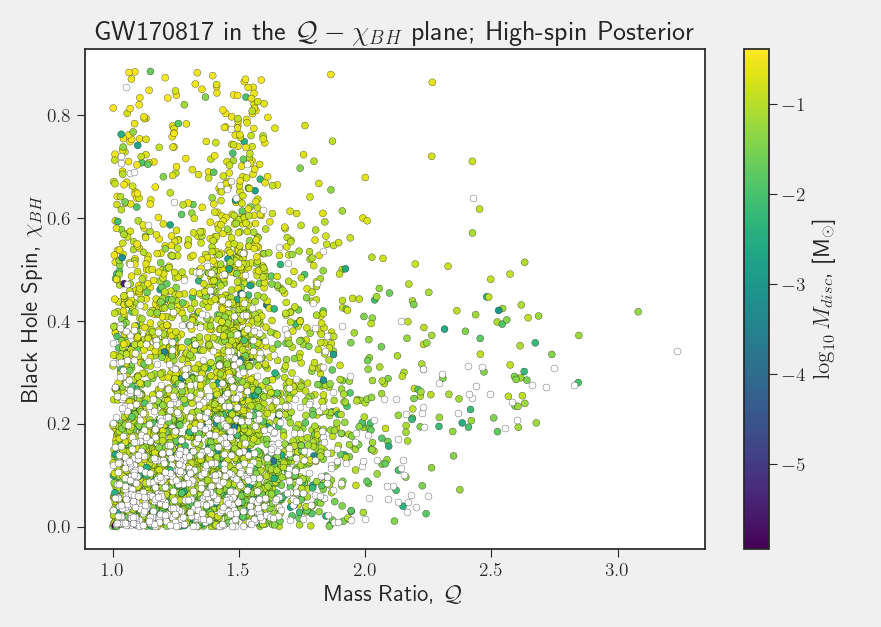 GW170817 in the 𝒬 − χ_BH plane; High-spin Posterior
Black Hole Spin, χ_BH
0.8
0.6
0.4
0.2
0.0
1.0 1.5 2.0 2.5 3.0
Mass Ratio, 𝒬
−1
−2
−3
−4
−5
log₁₀ M_disc, [M⊙]